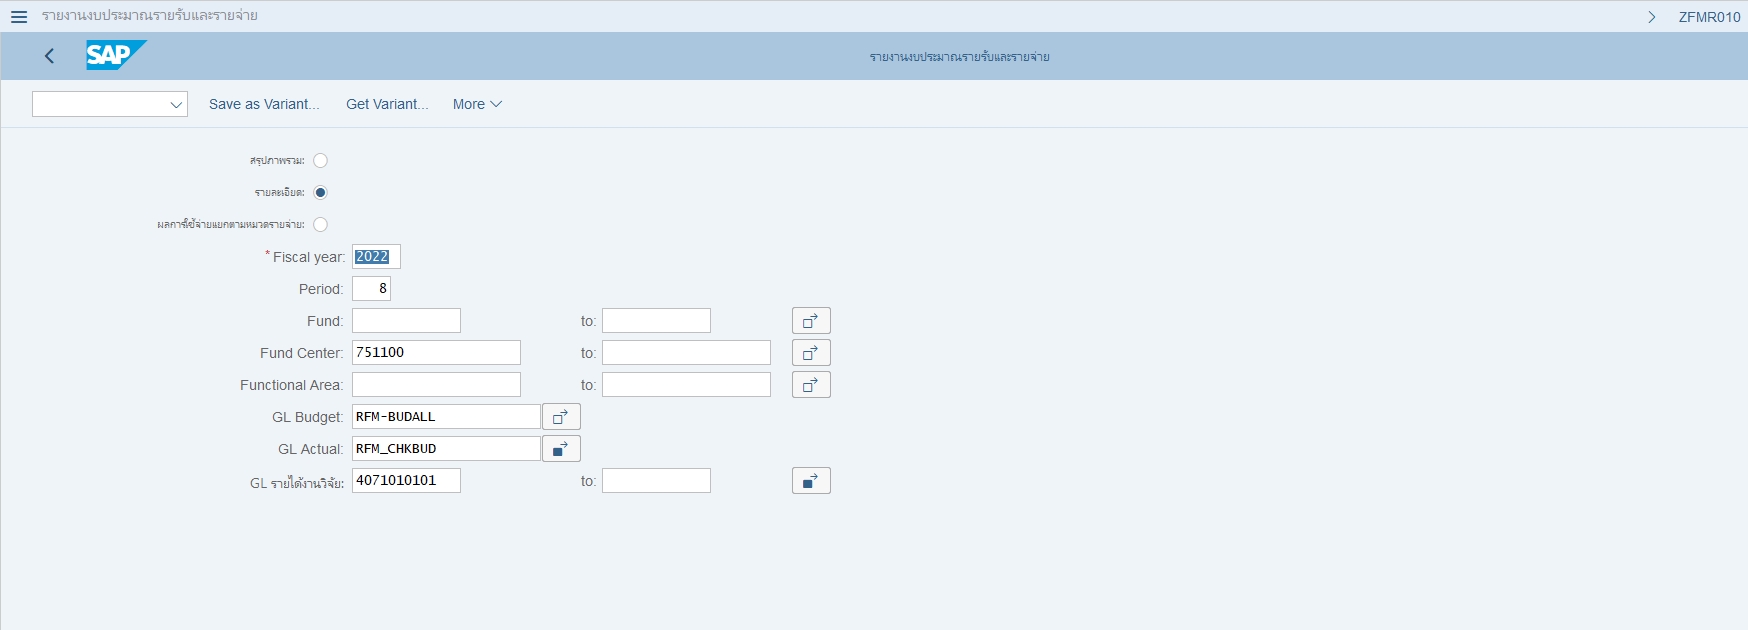 รายงานงบประมาณรายรับและรายจ่าย ZFMR010
SAP รายงานงบประมาณรายรับและรายจ่าย
Save as Variant... Get Variant... More
สรุปภาพรวม:
รายละเอียด:
ผลการใช้จ่ายแยกตามหมวดรายจ่าย:
* Fiscal year: 2022
Period: 8
Fund: to:
Fund Center: 751100 to:
Functional Area: to:
GL Budget: RFM-BUDALL
GL Actual: RFM_CHKBUD
GL รายได้งานวิจัย: 4071010101 to: